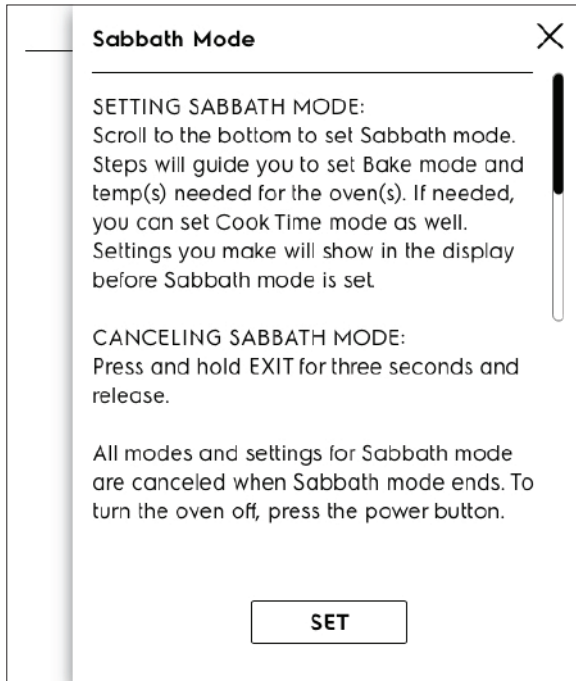 Sabbath Mode
SETTING SABBATH MODE:
Scroll to the bottom to set Sabbath mode.
Steps will guide you to set Bake mode and
temp(s) needed for the oven(s). If needed,
you can set Cook Time mode as well.
Settings you make will show in the display
before Sabbath mode is set.
CANCELING SABBATH MODE:
Press and hold EXIT for three seconds and
release.
All modes and settings for Sabbath mode
are canceled when Sabbath mode ends. To
turn the oven off, press the power button.
SET